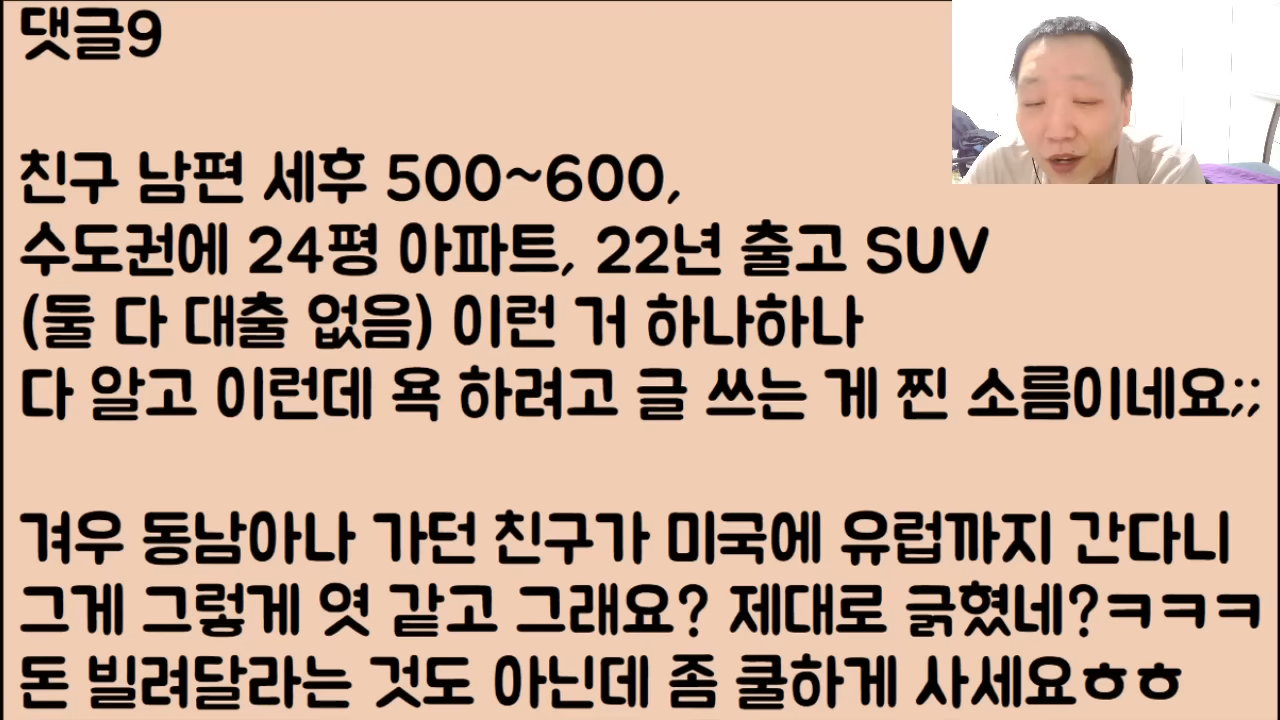 댓글9
친구 남편 세후 500~600,
수도권에 24평 아파트, 22년 출고 SUV
(둘 다 대출 없음) 이런 거 하나하나
다 알고 이런데 욕 하려고 글 쓰는 게 찐 소름이네요;;
겨우 동남아나 가던 친구가 미국에 유럽까지 간다니
그게 그렇게 엿 같고 그래요? 제대로 긁혔네?ㅋㅋㅋ
돈 빌려달라는 것도 아닌데 좀 쿨하게 사세요ㅎㅎ